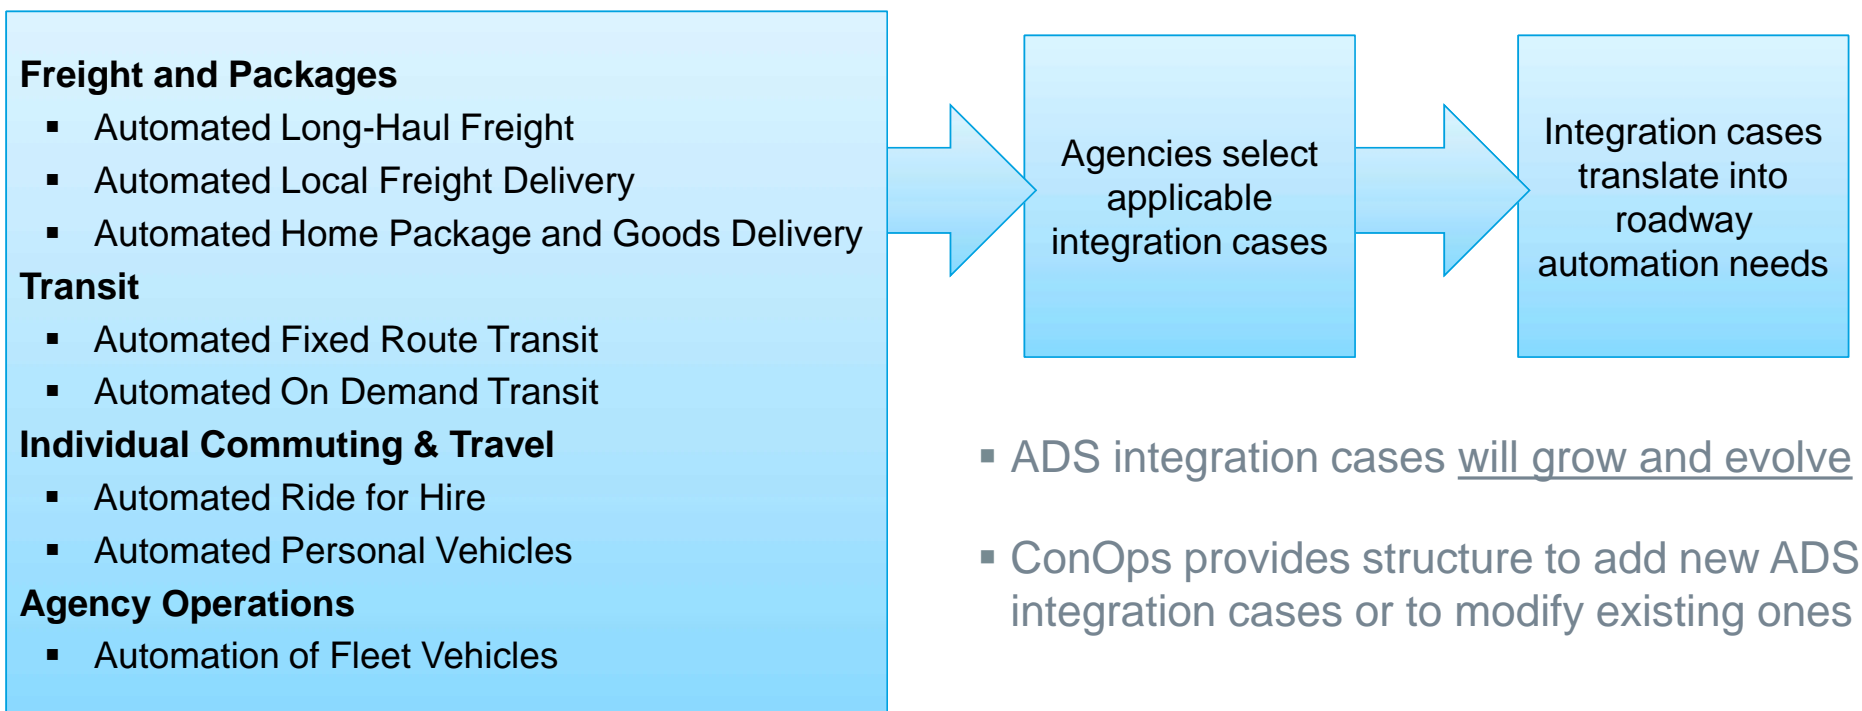 Freight and Packages
▪ Automated Long-Haul Freight
▪ Automated Local Freight Delivery
▪ Automated Home Package and Goods Delivery
Transit
▪ Automated Fixed Route Transit
▪ Automated On Demand Transit
Individual Commuting & Travel
▪ Automated Ride for Hire
▪ Automated Personal Vehicles
Agency Operations
▪ Automation of Fleet Vehicles
Agencies select
applicable
integration cases
Integration cases
translate into
roadway
automation needs
▪ ADS integration cases will grow and evolve
▪ ConOps provides structure to add new ADS
integration cases or to modify existing ones